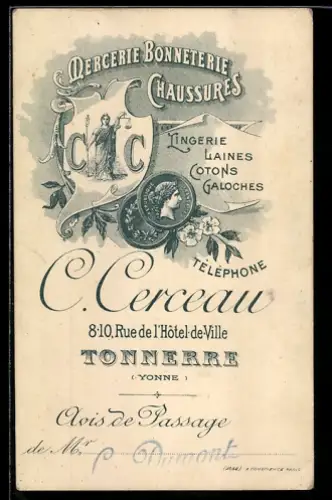 MERCERIE BONNETERIE
CHAUSSURES
C C
LINGERIE
LAINES
COTONS
GALOCHES
TÉLÉPHONE
C. Cerceau
8-10, Rue de l'Hôtel-de-Ville
TONNERRE
(YONNE)
Avis de Passage
de Mr C Dumont